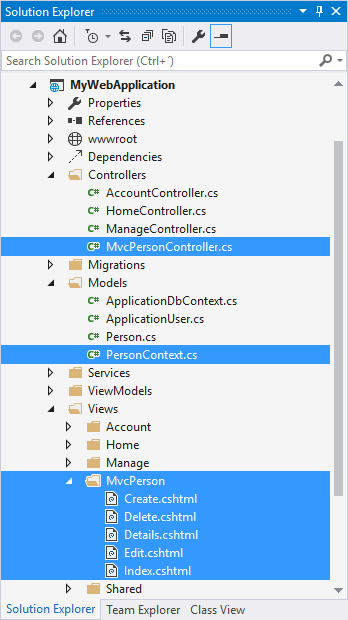 Solution Explorer
Search Solution Explorer (Ctrl+´)
MyWebApplication
Properties
References
wwwroot
Dependencies
Controllers
C# AccountController.cs
C# HomeController.cs
C# ManageController.cs
C# MvcPersonController.cs
Migrations
Models
C# ApplicationDbContext.cs
C# ApplicationUser.cs
C# Person.cs
C# PersonContext.cs
Services
ViewModels
Views
Account
Home
Manage
MvcPerson
Create.cshtml
Delete.cshtml
Details.cshtml
Edit.cshtml
Index.cshtml
Shared
Solution Explorer Team Explorer Class View